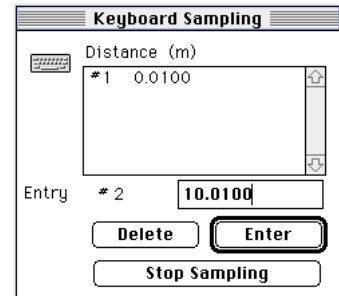 Keyboard Sampling
Distance (m)
#1 0.0100
Entry #2 10.0100
Delete Enter
Stop Sampling